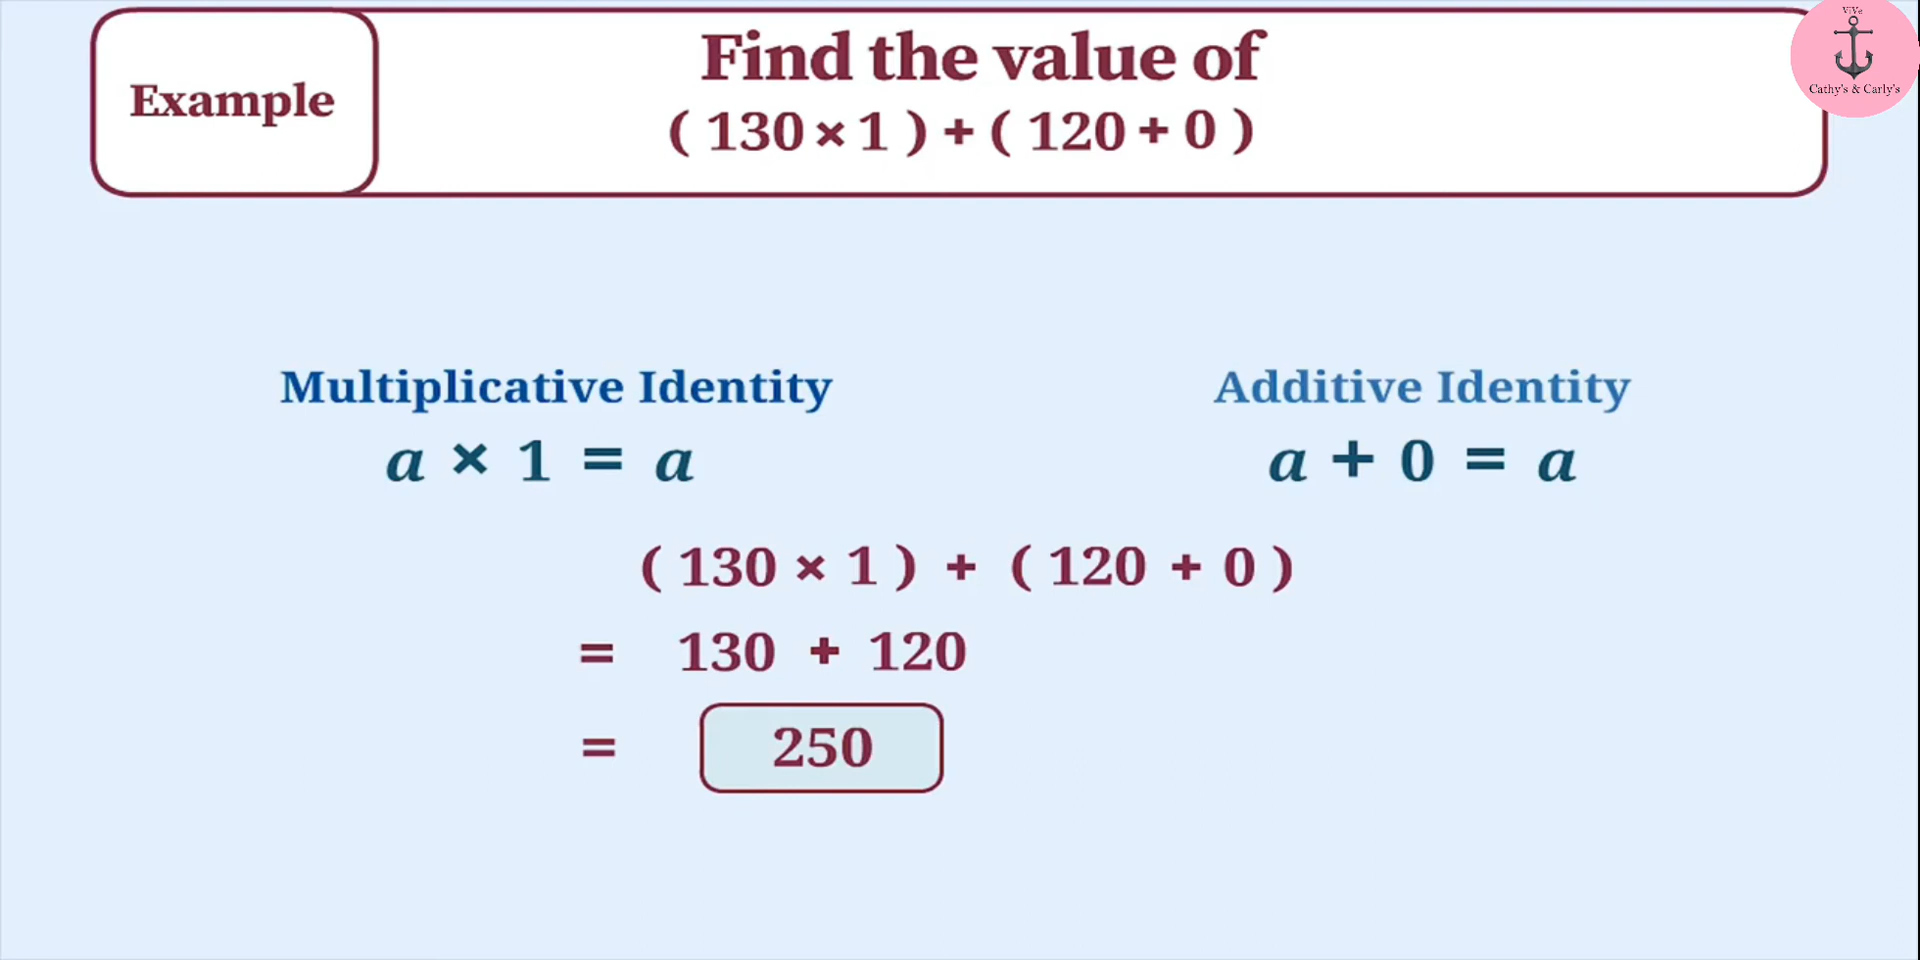 Example
Find the value of
( 130 × 1 ) + ( 120 + 0 )
ViVe
Cathy's & Carly's
Multiplicative Identity
a × 1 = a
Additive Identity
a + 0 = a
( 130 × 1 ) + ( 120 + 0 )
= 130 + 120
= 250